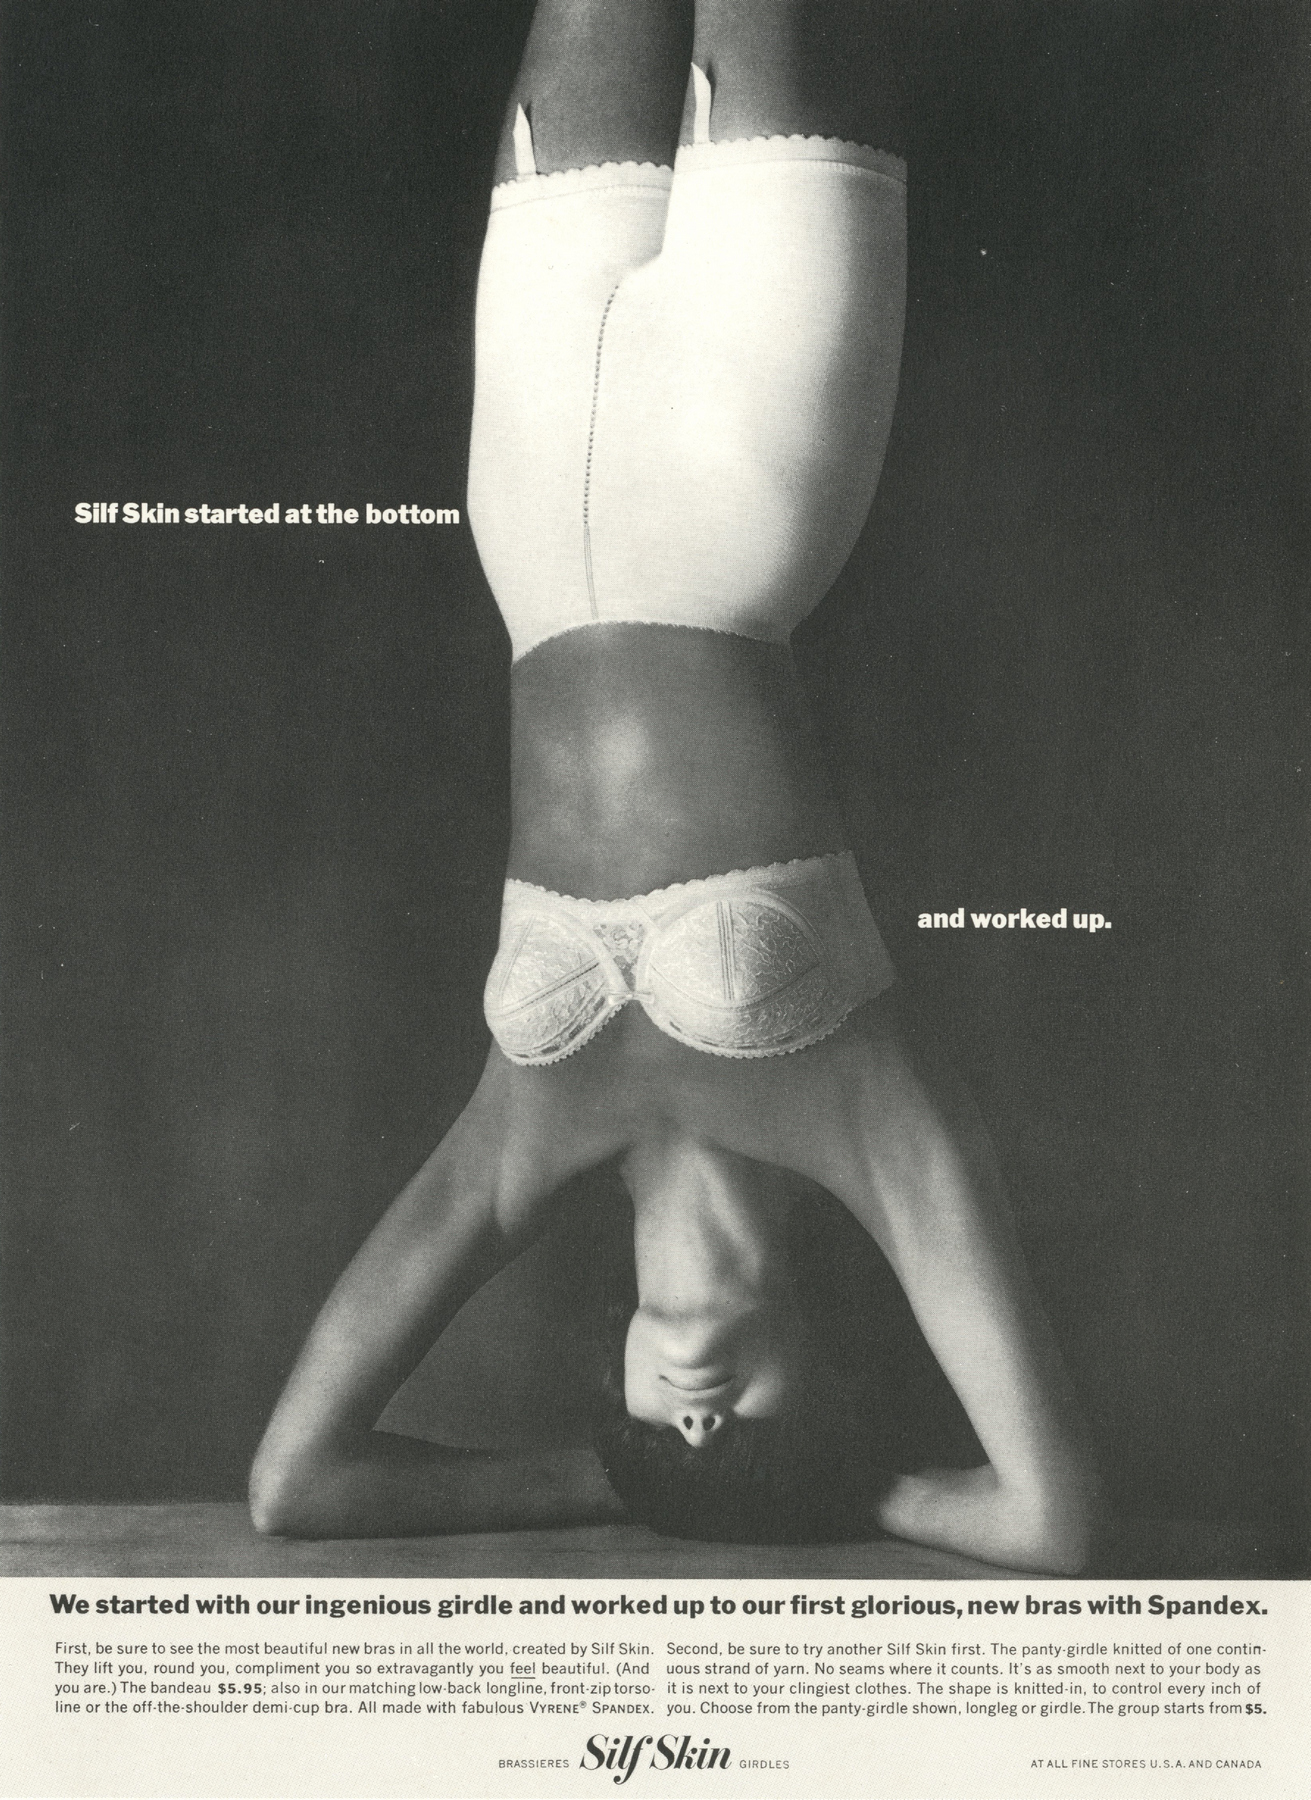 Silf Skin started at the bottom
and worked up.
We started with our ingenious girdle and worked up to our first glorious, new bras with Spandex.
First, be sure to see the most beautiful new bras in all the world, created by Silf Skin.
They lift you, round you, compliment you so extravagantly you feel beautiful. (And
you are.) The bandeau $5.95; also in our matching low-back longline, front-zip torso-
line or the off-the-shoulder demi-cup bra. All made with fabulous VYRENE® SPANDEX.
Second, be sure to try another Silf Skin first. The panty-girdle knitted of one contin-
uous strand of yarn. No seams where it counts. It's as smooth next to your body as
it is next to your clingiest clothes. The shape is knitted-in, to control every inch of
you. Choose from the panty-girdle shown, longleg or girdle. The group starts from $5.
BRASSIERES Silf Skin GIRDLES
AT ALL FINE STORES U.S.A. AND CANADA